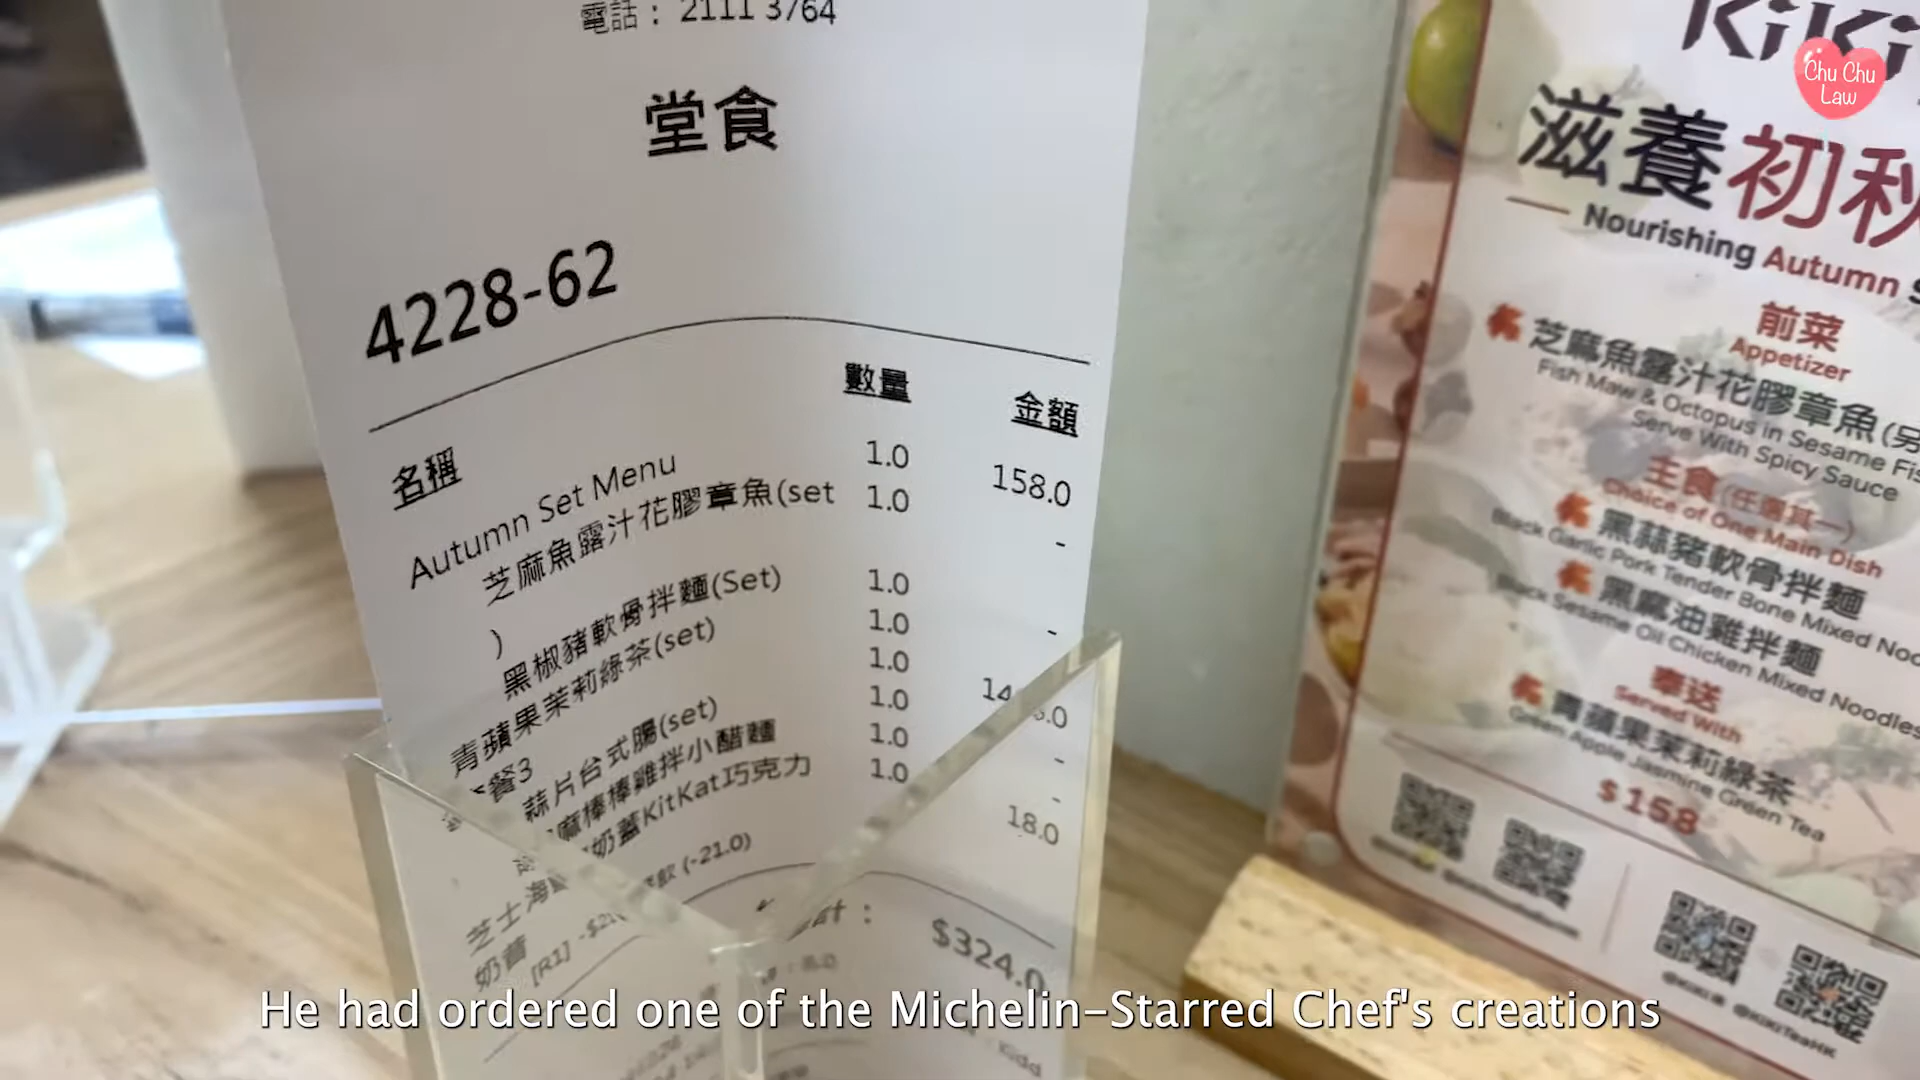 電話： 2111 3764
堂食
4228-62
名稱 數量 金額
Autumn Set Menu 1.0 158.0
芝麻魚露汁花膠章魚(set 1.0 -
)
黑椒豬軟骨拌麵(Set) 1.0 -
青蘋果茉莉綠茶(set) 1.0
餐3 1.0
蒜片台式腸(set) 1.0 -
麻棒棒雞拌小醋麵 1.0 -
奶蓋KitKat巧克力 1.0 18.0
芝士海
奶昔
[R1] (-21.0)
$324.0
KiKi
Chu Chu
Law
滋養初秋
Nourishing Autumn
前菜
Appetizer
芝麻魚露汁花膠章魚
Fish Maw & Octopus in Sesame
Serve With Spicy Sauce
主食(任選其一)
Choice of One Main Dish
黑蒜豬軟骨拌麵
Black Garlic Pork Tender Bone Mixed
黑麻油雞拌麵
Black Sesame Oil Chicken Mixed Noodles
奉送
Served With
青蘋果茉莉綠茶
Green Apple Jasmine Green Tea
$158
@KiKiTeaHK
He had ordered one of the Michelin-Starred Chef's creations